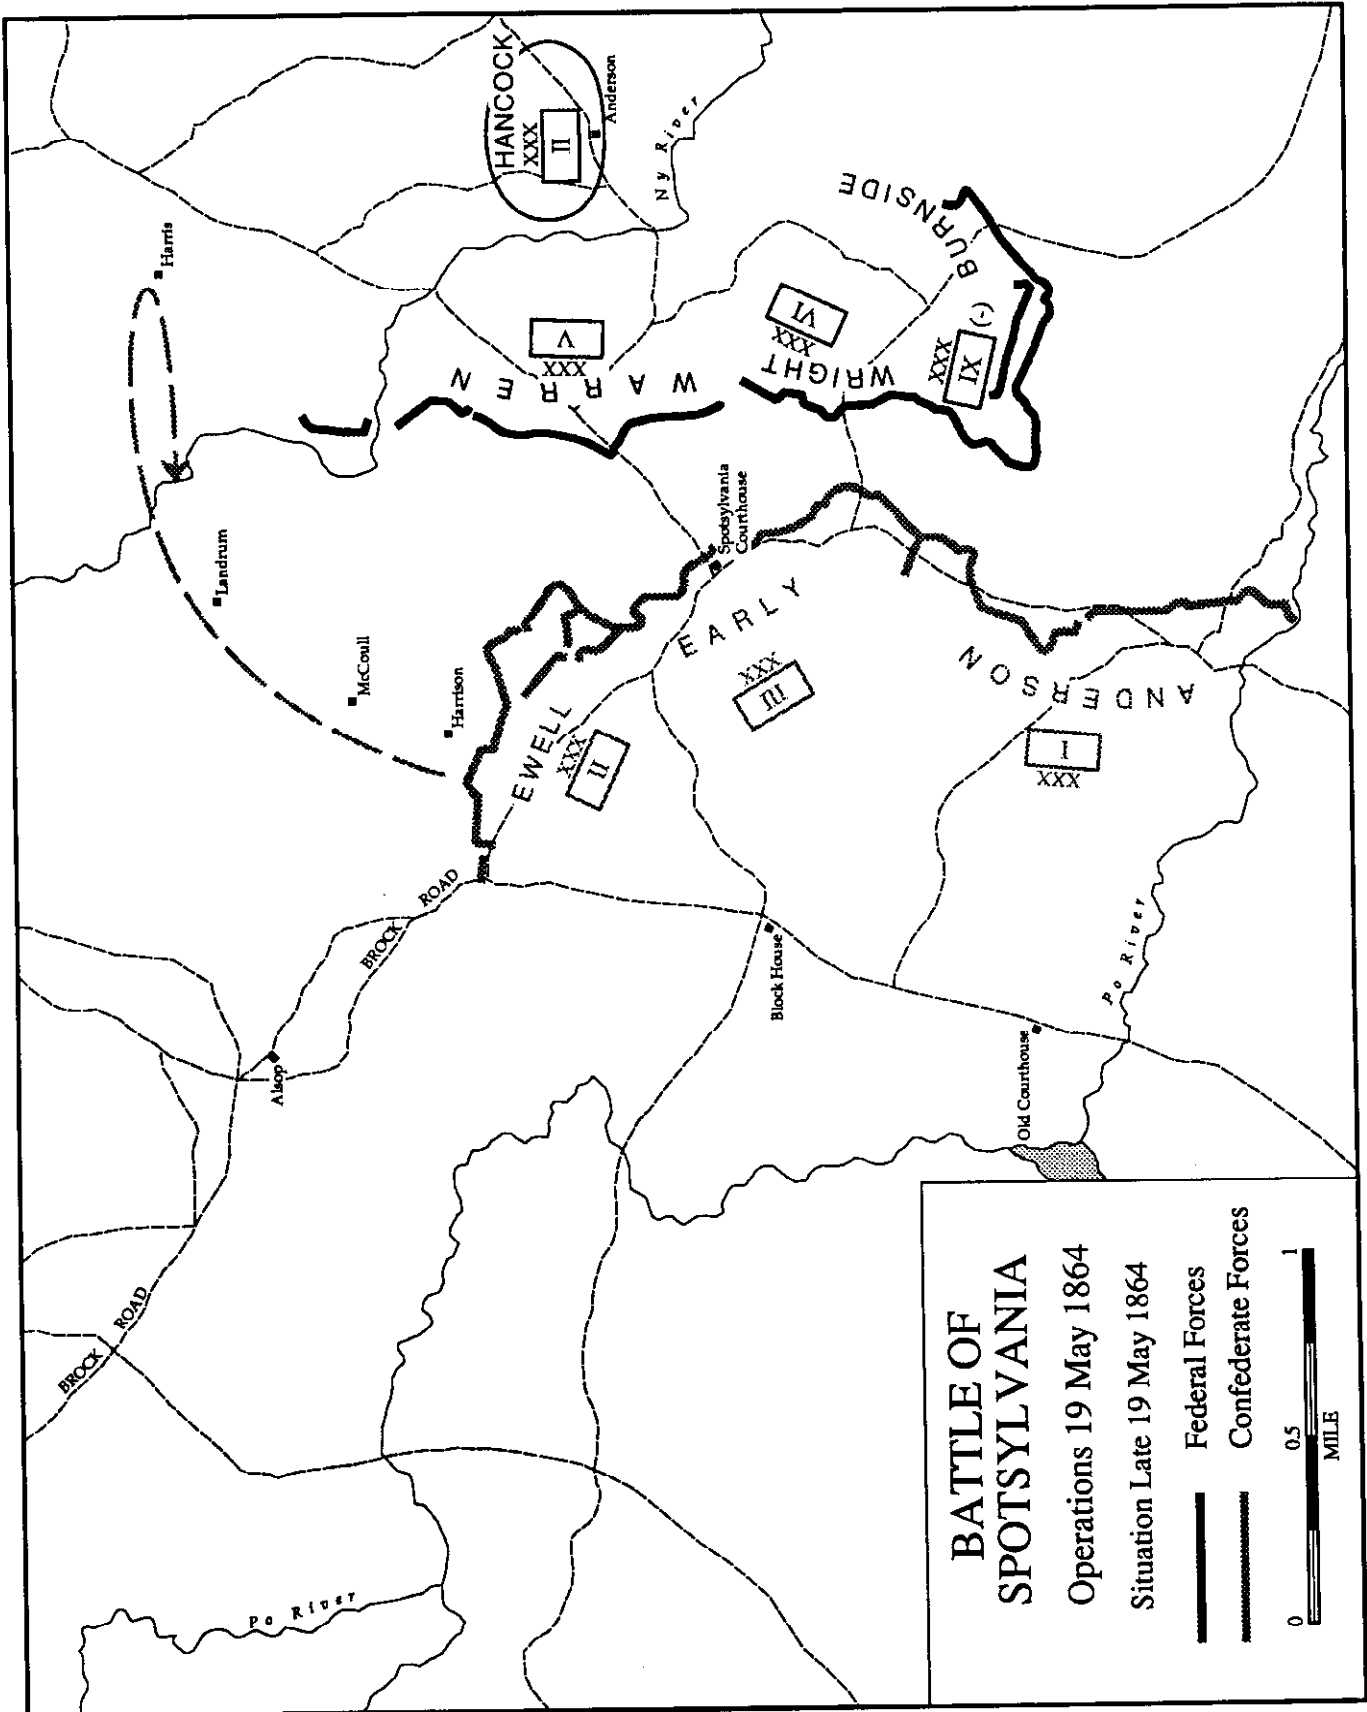 HANCOCK
XXX
II
Anderson
Ny River
Harris
BURNSIDE
V
XXX
WARREN
VI
XXX
WRIGHT
(-)
XXX
IX
Landrum
Spotsylvania
Courthouse
McCoull
Harrison
EARLY
XXX
III
EWELL
XXX
II
ANDERSON
I
XXX
BROCK ROAD
Block House
Po River
Alsop
Old Courthouse
BROCK ROAD
Po River
BATTLE OF
SPOTSYLVANIA
Operations 19 May 1864
Situation Late 19 May 1864
Federal Forces
Confederate Forces
0 0.5 1
MILE